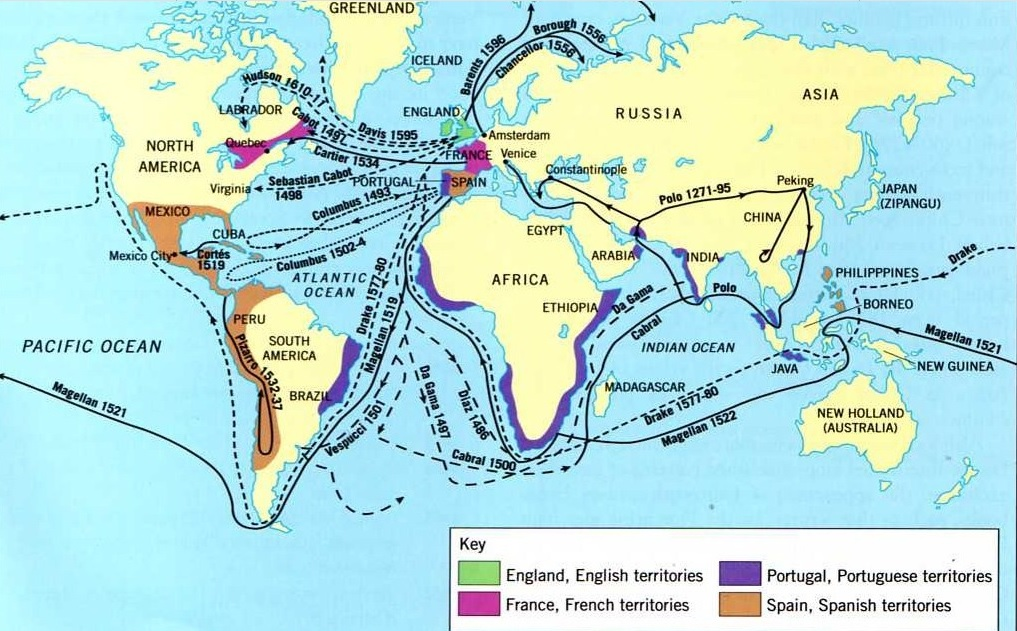 GREENLAND
Borough 1556
Barents 1596
Chancellor 1556
ICELAND
Hudson 1610-11
LABRADOR
Cabot 1497
Davis 1595
ENGLAND
RUSSIA
ASIA
Quebec
Amsterdam
NORTH
AMERICA
Cartier 1534
FRANCE
Venice
Constantinople
Virginia
Sebastian Cabot
1498
PORTUGAL
SPAIN
Polo 1271-95
Peking
JAPAN
(ZIPANGU)
MEXICO
Columbus 1493
CHINA
CUBA
EGYPT
Mexico City
Cortés
1519
Columbus 1502-4
ARABIA
INDIA
Drake
ATLANTIC
OCEAN
AFRICA
PHILIPPPINES
Drake 1577-80
Magellan 1519
ETHIOPIA
Da Gama
Polo
BORNEO
PERU
Cabral
PACIFIC OCEAN
SOUTH
AMERICA
INDIAN OCEAN
Magellan 1521
Pizarro 1532-37
JAVA
NEW GUINEA
Magellan 1521
BRAZIL
Da Gama 1487
Diaz 1486
MADAGASCAR
Drake 1577-80
NEW HOLLAND
(AUSTRALIA)
Vespucci 1501
Magellan 1522
Cabral 1500
Key
England, English territories
Portugal, Portuguese territories
France, French territories
Spain, Spanish territories